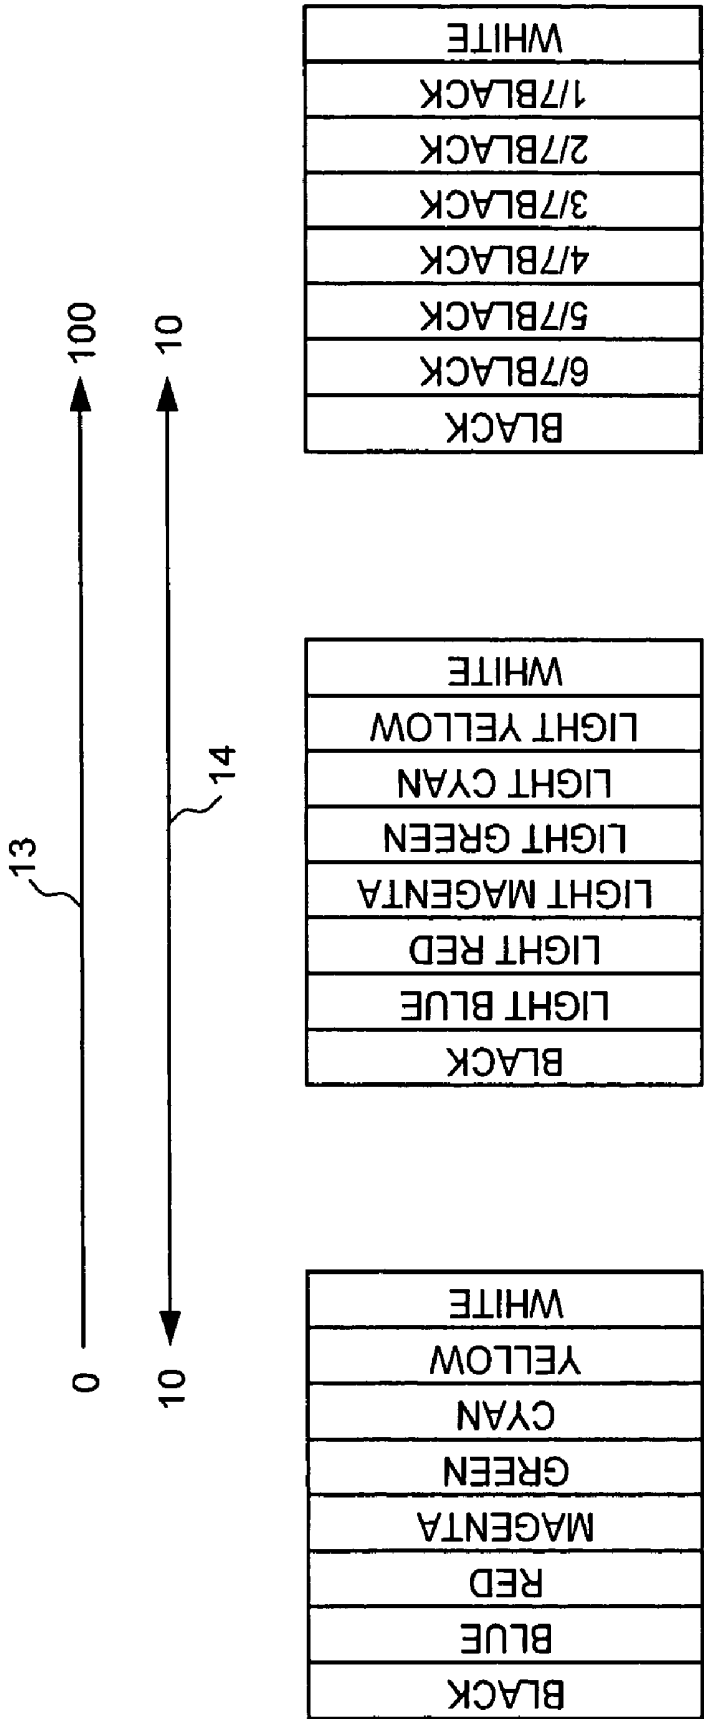 13
0
100
10
10
14
BLACK
BLUE
RED
MAGENTA
GREEN
CYAN
YELLOW
WHITE
BLACK
LIGHT BLUE
LIGHT RED
LIGHT MAGENTA
LIGHT GREEN
LIGHT CYAN
LIGHT YELLOW
WHITE
BLACK
6/7BLACK
5/7BLACK
4/7BLACK
3/7BLACK
2/7BLACK
1/7BLACK
WHITE